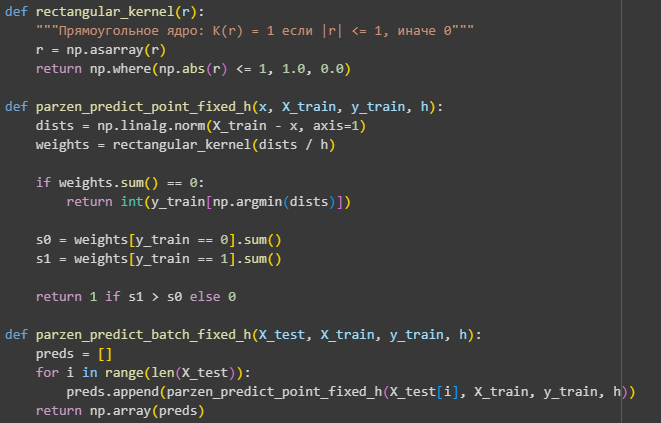 def rectangular_kernel(r):
    """Прямоугольное ядро: K(r) = 1 если |r| <= 1, иначе 0"""
    r = np.asarray(r)
    return np.where(np.abs(r) <= 1, 1.0, 0.0)

def parzen_predict_point_fixed_h(x, X_train, y_train, h):
    dists = np.linalg.norm(X_train - x, axis=1)
    weights = rectangular_kernel(dists / h)

    if weights.sum() == 0:
        return int(y_train[np.argmin(dists)])

    s0 = weights[y_train == 0].sum()
    s1 = weights[y_train == 1].sum()

    return 1 if s1 > s0 else 0

def parzen_predict_batch_fixed_h(X_test, X_train, y_train, h):
    preds = []
    for i in range(len(X_test)):
        preds.append(parzen_predict_point_fixed_h(X_test[i], X_train, y_train, h))
    return np.array(preds)